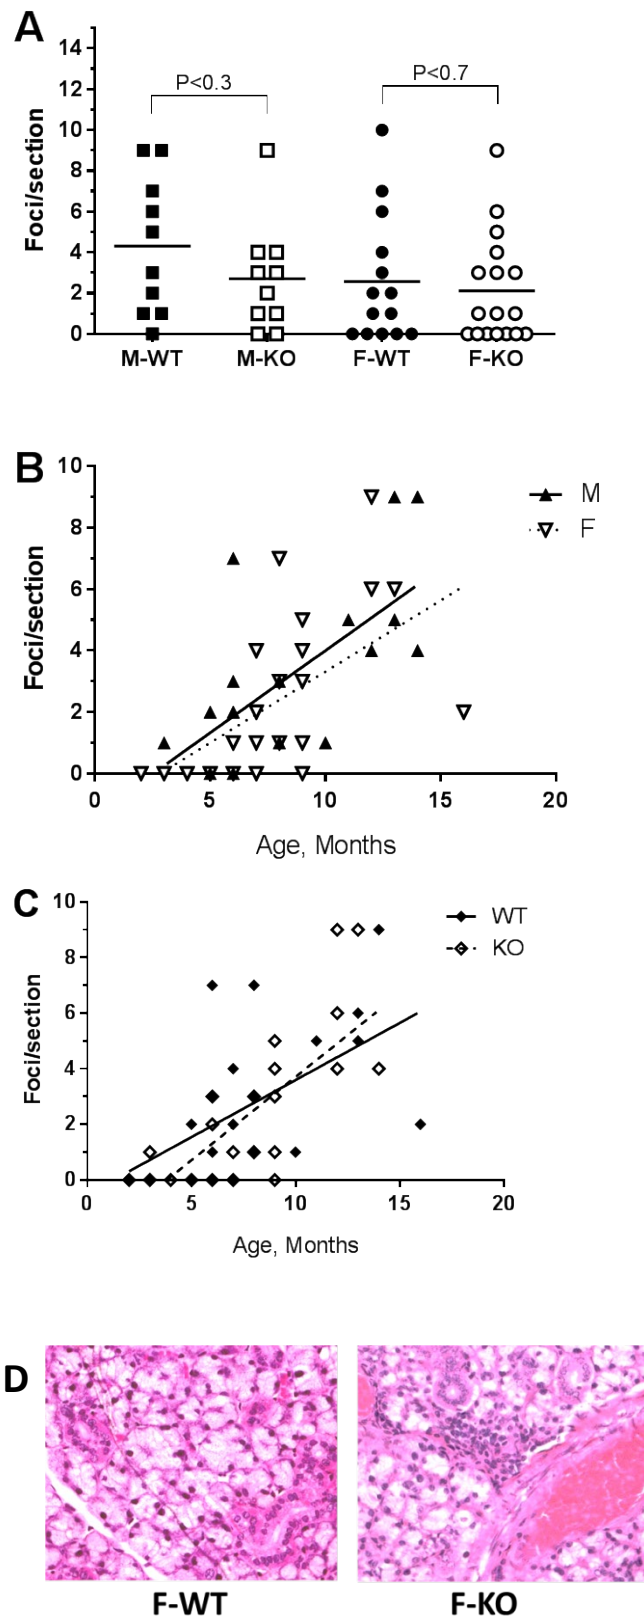 A
14
12
10
8
6
4
2
0
Foci/section
P<0.3
P<0.7
M-WT M-KO F-WT F-KO
B
10
8
6
4
2
0
Foci/section
0 5 10 15 20
Age, Months
M
F
C
10
8
6
4
2
0
Foci/section
0 5 10 15 20
Age, Months
WT
KO
D
F-WT F-KO